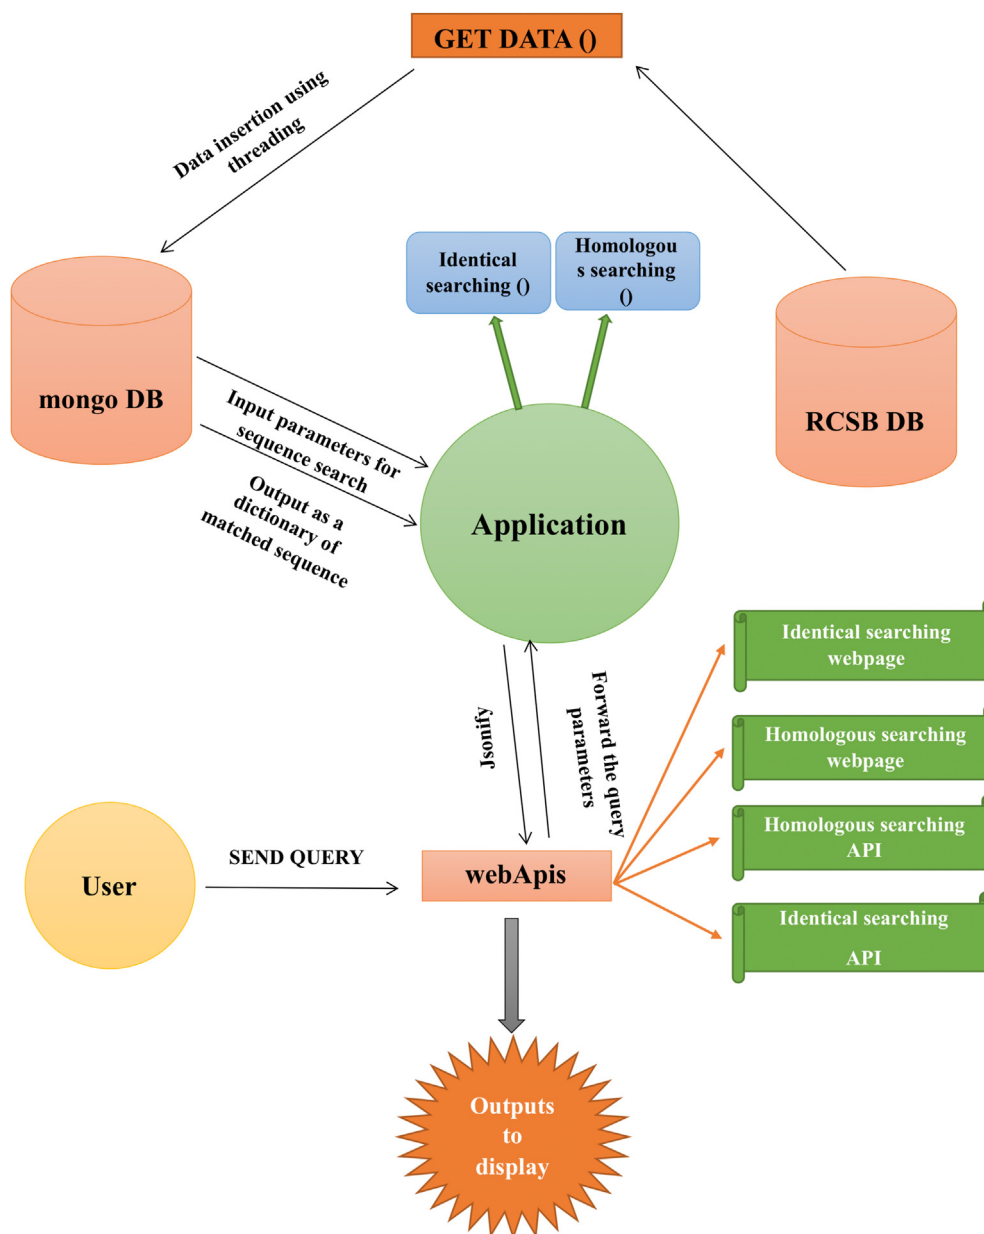 GET DATA ()
Data insertion using
threading
Identical
searching ()
Homologou
s searching
()
mongo DB
RCSB DB
Input parameters for
sequence search
Output as a
dictionary of
matched sequence
Application
Identical searching
webpage
Homologous searching
webpage
Homologous searching
API
Identical searching
API
Jsonify
Forward the query
parameters
User
SEND QUERY
webApis
Outputs
to
display